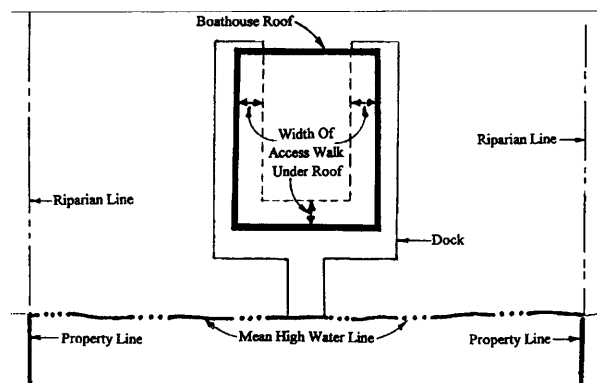 Boathouse Roof
Width Of
Access Walk
Under Roof
Riparian Line
Riparian Line
Dock
Property Line
Mean High Water Line
Property Line